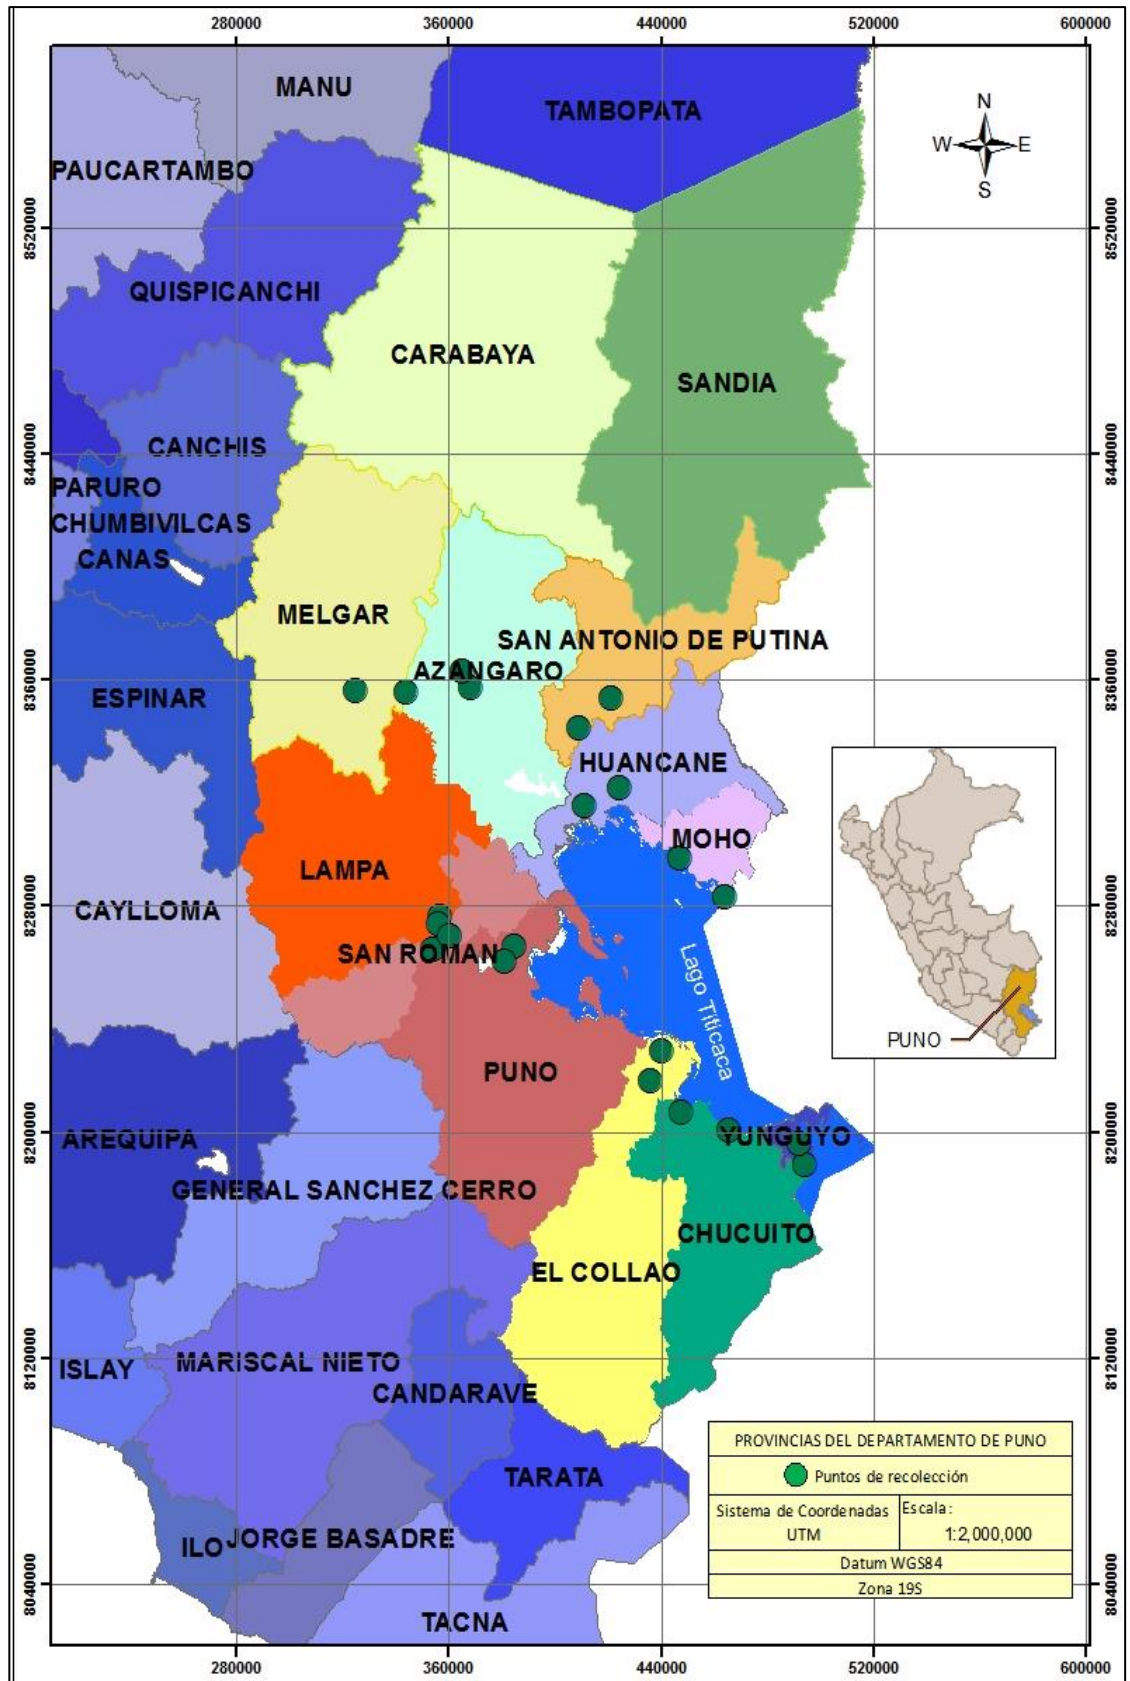 280000 360000 440000 520000 600000
MANU
TAMBOPATA
N
W E
S
PAUCARTAMBO
8520000 8520000
QUISPICANCHI
CARABAYA
SANDIA
CANCHIS
8440000 8440000
PARURO
CHUMBIVILCAS
CANAS
MELGAR
SAN ANTONIO DE PUTINA
AZANGARO
8360000 8360000
ESPINAR
HUANCANE
MOHO
LAMPA
CAYLLOMA
8280000 8280000
SAN ROMAN
Lago Titicaca
PUNO
PUNO
AREQUIPA
YUNGUYO
8200000 8200000
GENERAL SANCHEZ CERRO
CHUCUITO
EL COLLAO
ISLAY
MARISCAL NIETO
8120000 8120000
CANDARAVE
TARATA
ILO
JORGE BASADRE
8040000 8040000
TACNA
PROVINCIAS DEL DEPARTAMENTO DE PUNO
Puntos de recolección
Sistema de Coordenadas
UTM
Escala:
1:2,000,000
Datum WGS84
Zona 19S
280000 360000 440000 520000 600000